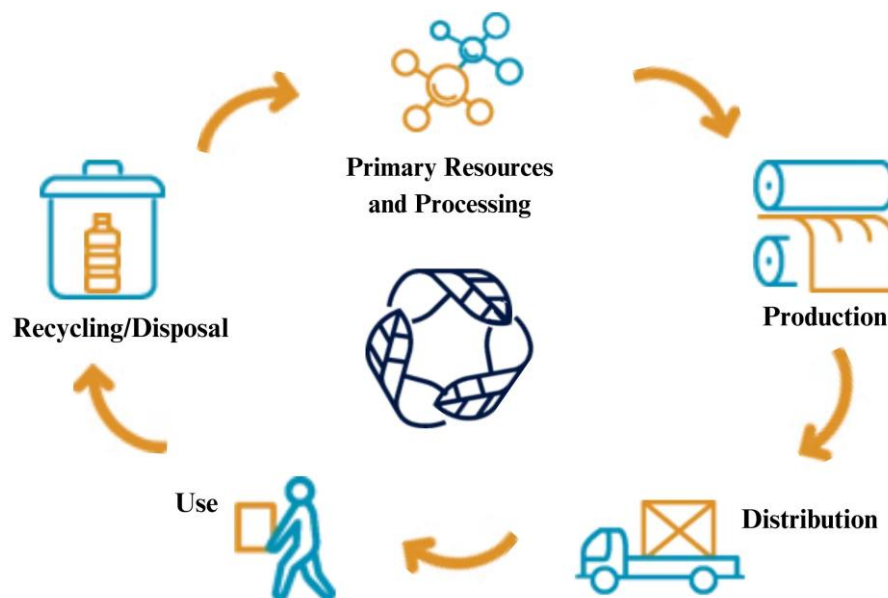 Primary Resources
and Processing
Production
Distribution
Use
Recycling/Disposal